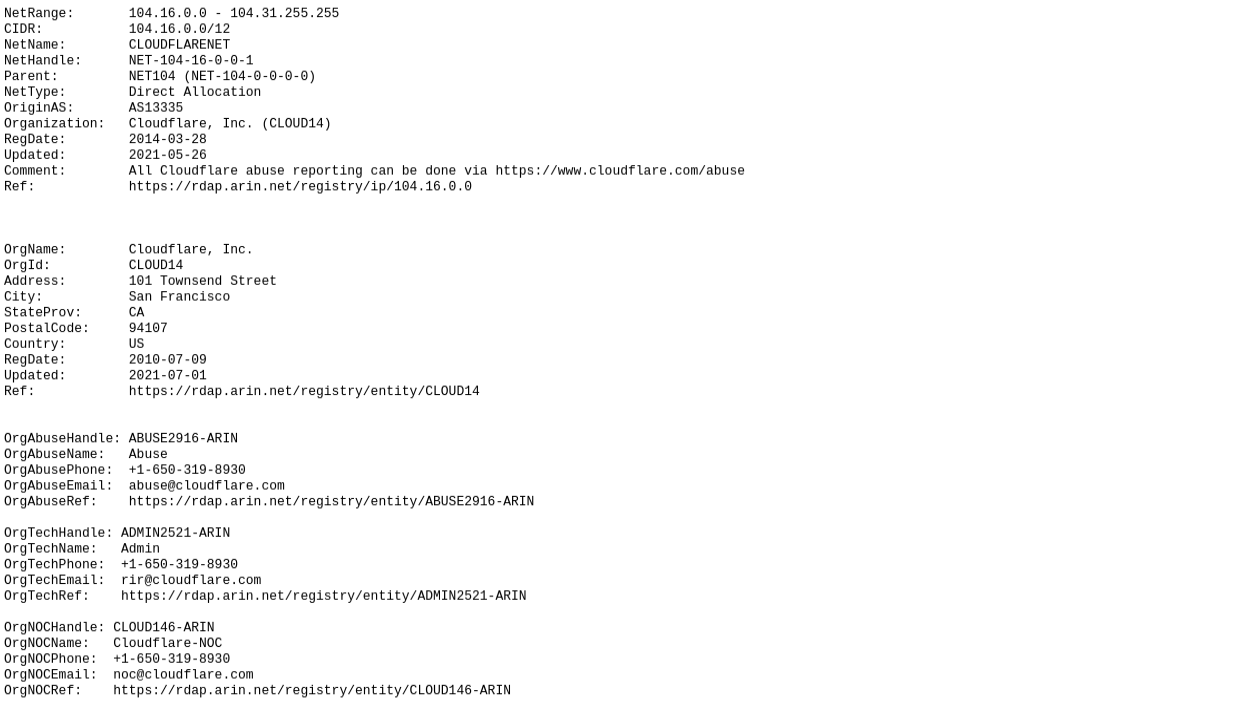 NetRange:       104.16.0.0 - 104.31.255.255
CIDR:           104.16.0.0/12
NetName:        CLOUDFLARENET
NetHandle:      NET-104-16-0-0-1
Parent:         NET104 (NET-104-0-0-0-0)
NetType:        Direct Allocation
OriginAS:       AS13335
Organization:   Cloudflare, Inc. (CLOUD14)
RegDate:        2014-03-28
Updated:        2021-05-26
Comment:        All Cloudflare abuse reporting can be done via https://www.cloudflare.com/abuse
Ref:            https://rdap.arin.net/registry/ip/104.16.0.0
OrgName:        Cloudflare, Inc.
OrgId:          CLOUD14
Address:        101 Townsend Street
City:           San Francisco
StateProv:      CA
PostalCode:     94107
Country:        US
RegDate:        2010-07-09
Updated:        2021-07-01
Ref:            https://rdap.arin.net/registry/entity/CLOUD14
OrgAbuseHandle: ABUSE2916-ARIN
OrgAbuseName:   Abuse
OrgAbusePhone:  +1-650-319-8930
OrgAbuseEmail:  abuse@cloudflare.com
OrgAbuseRef:    https://rdap.arin.net/registry/entity/ABUSE2916-ARIN
OrgTechHandle: ADMIN2521-ARIN
OrgTechName:   Admin
OrgTechPhone:  +1-650-319-8930
OrgTechEmail:  rir@cloudflare.com
OrgTechRef:    https://rdap.arin.net/registry/entity/ADMIN2521-ARIN
OrgNOCHandle: CLOUD146-ARIN
OrgNOCName:   Cloudflare-NOC
OrgNOCPhone:  +1-650-319-8930
OrgNOCEmail:  noc@cloudflare.com
OrgNOCRef:    https://rdap.arin.net/registry/entity/CLOUD146-ARIN